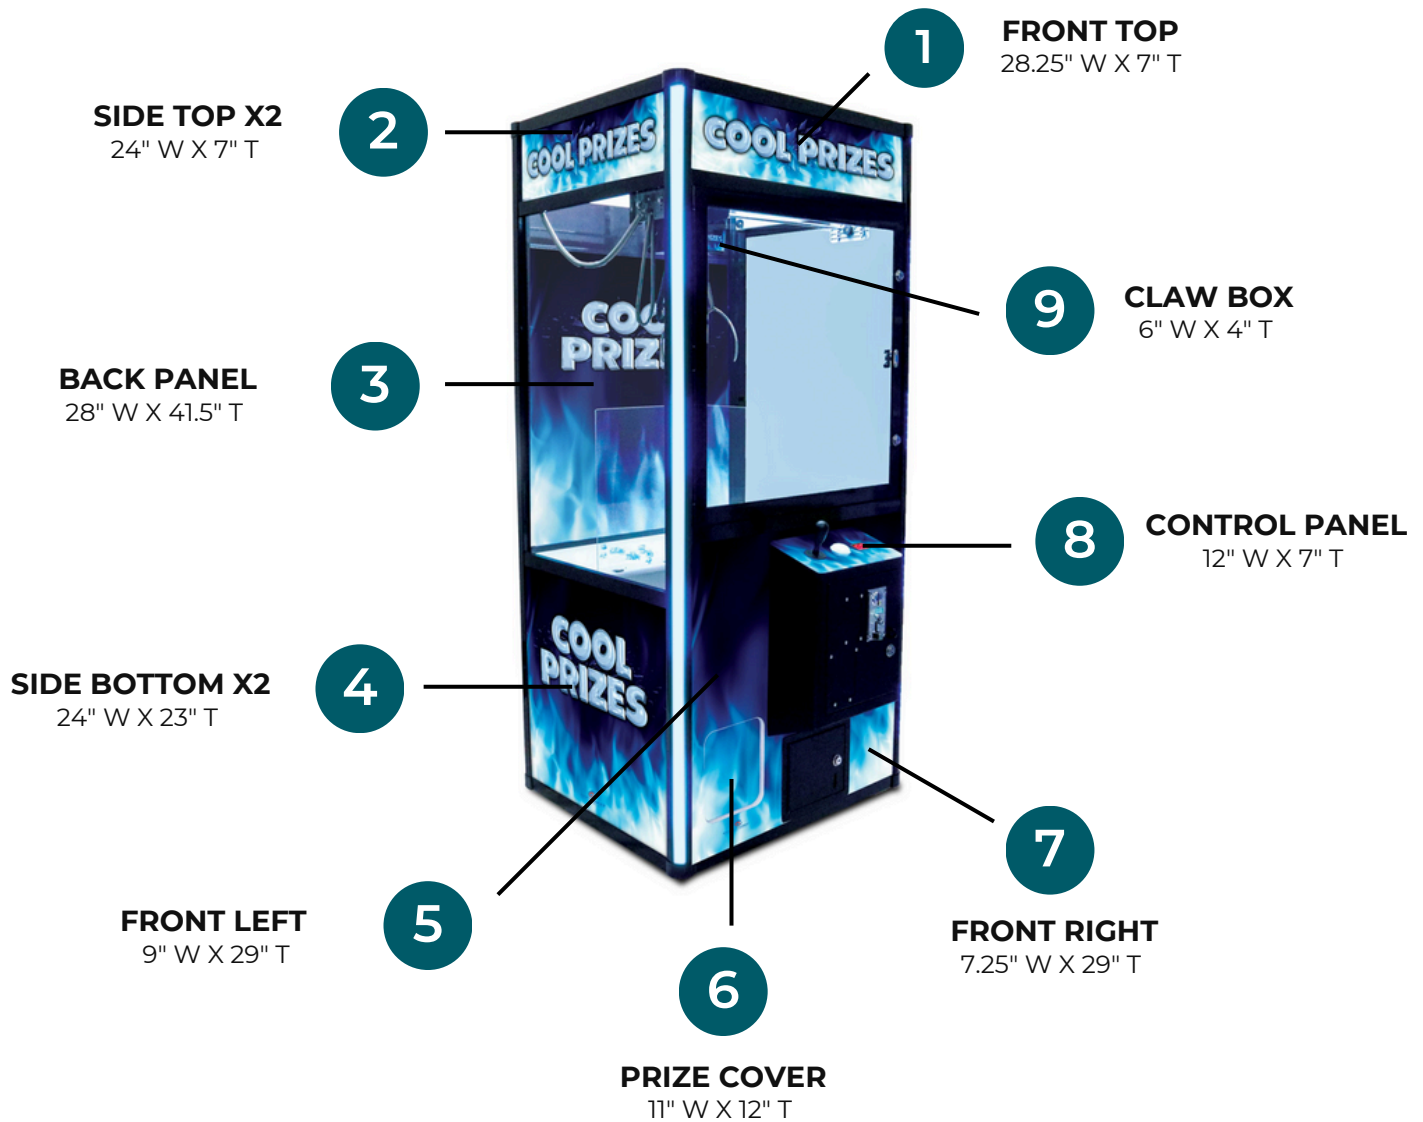 1
FRONT TOP
28.25" W X 7" T
SIDE TOP X2
24" W X 7" T
2
COOL PRIZES
COOL PRIZES
9
CLAW BOX
6" W X 4" T
COO
PRIZ
BACK PANEL
28" W X 41.5" T
3
8
CONTROL PANEL
12" W X 7" T
COOL
PRIZES
SIDE BOTTOM X2
24" W X 23" T
4
7
FRONT RIGHT
7.25" W X 29" T
FRONT LEFT
9" W X 29" T
5
6
PRIZE COVER
11" W X 12" T